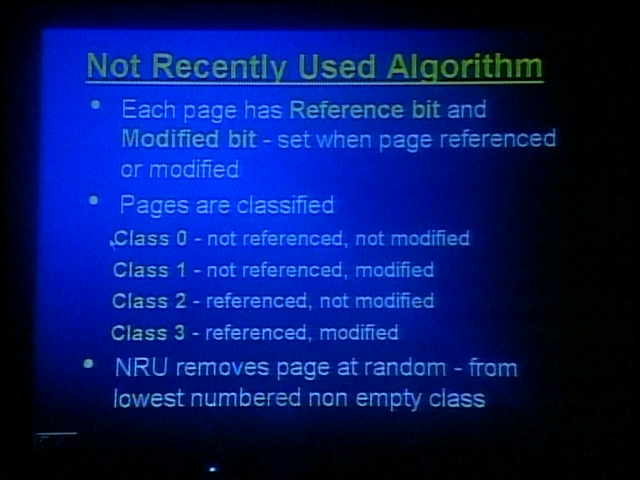 Not Recently Used Algorithm
• Each page has Reference bit and
Modified bit - set when page referenced
or modified
• Pages are classified
Class 0 - not referenced, not modified
Class 1 - not referenced, modified
Class 2 - referenced, not modified
Class 3 - referenced, modified
• NRU removes page at random - from
lowest numbered non empty class